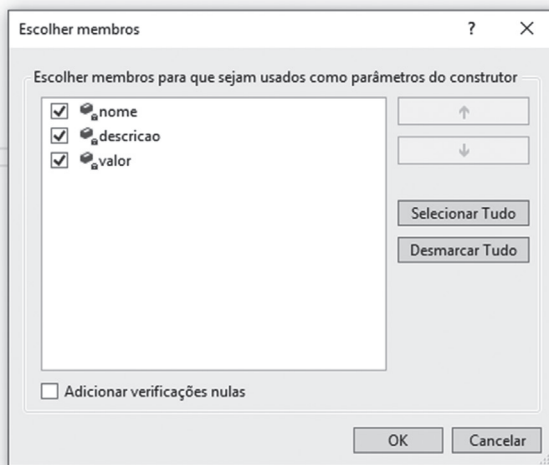 Escolher membros
?
Escolher membros para que sejam usados como parâmetros do construtor
nome
descricao
valor
Selecionar Tudo
Desmarcar Tudo
Adicionar verificações nulas
OK
Cancelar